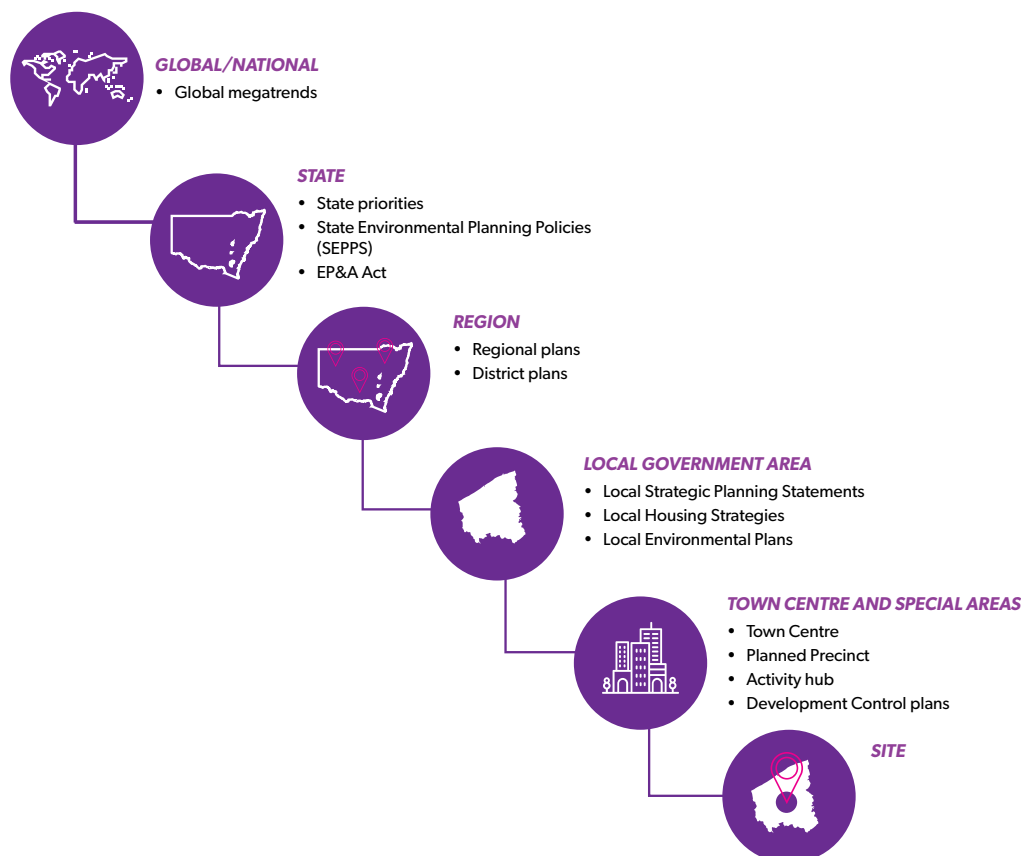 GLOBAL/NATIONAL
• Global megatrends
STATE
• State priorities
• State Environmental Planning Policies
(SEPPS)
• EP&A Act
REGION
• Regional plans
• District plans
LOCAL GOVERNMENT AREA
• Local Strategic Planning Statements
• Local Housing Strategies
• Local Environmental Plans
TOWN CENTRE AND SPECIAL AREAS
• Town Centre
• Planned Precinct
• Activity hub
• Development Control plans
SITE